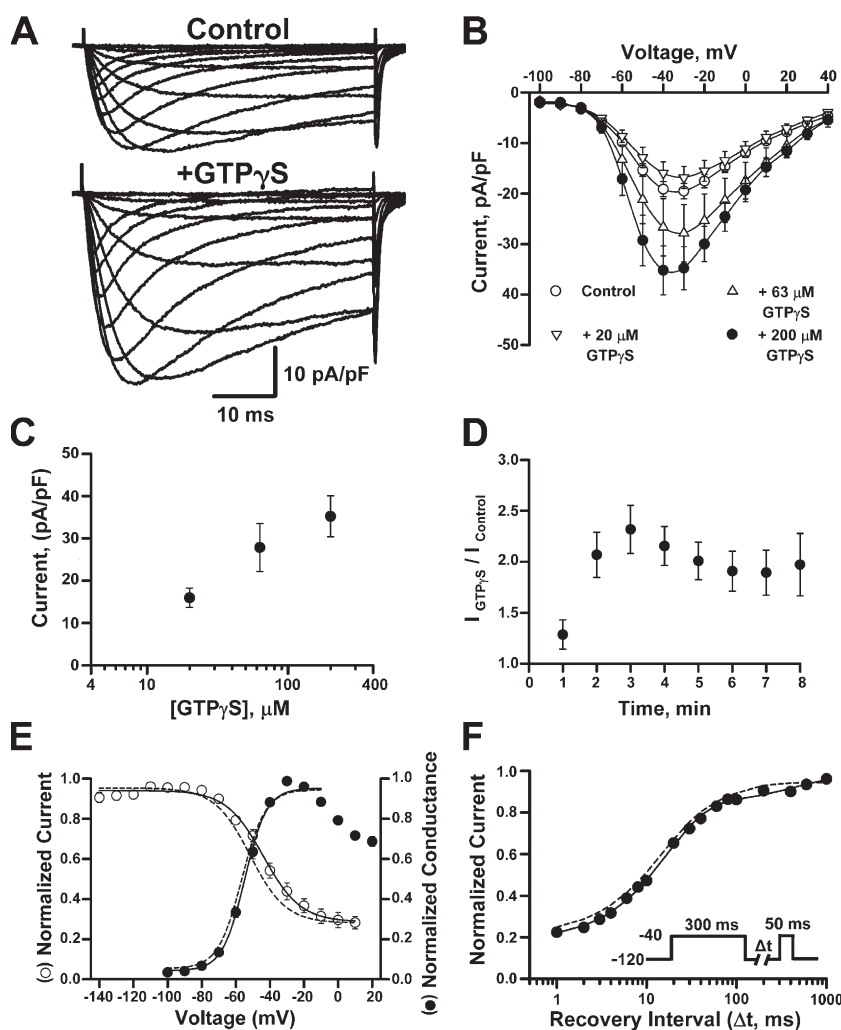 A
Control
+GTPγS
10 pA/pF
10 ms
B
Voltage, mV
-100 -80 -60 -40 -20 0 20 40
0
-10
-20
-30
-40
-50
Current, pA/pF
Control
+ 20 μM
GTPγS
+ 63 μM
GTPγS
+ 200 μM
GTPγS
C
50
40
30
20
10
0
Current, (pA/pF)
4 10 100 400
[GTPγS], μM
D
3.0
2.5
2.0
1.5
1.0
I GTPγS / I Control
0 1 2 3 4 5 6 7 8
Time, min
E
1.0
0.8
0.6
0.4
0.2
0.0
(○) Normalized Current
1.0
0.8
0.6
0.4
0.2
0.0
(●) Normalized Conductance
-140 -120 -100 -80 -60 -40 -20 0 20
Voltage (mV)
F
1.0
0.8
0.6
0.4
0.2
0.0
Normalized Current
-40
300 ms
50 ms
-120
Δt
1 10 100 1000
Recovery Interval (Δt, ms)